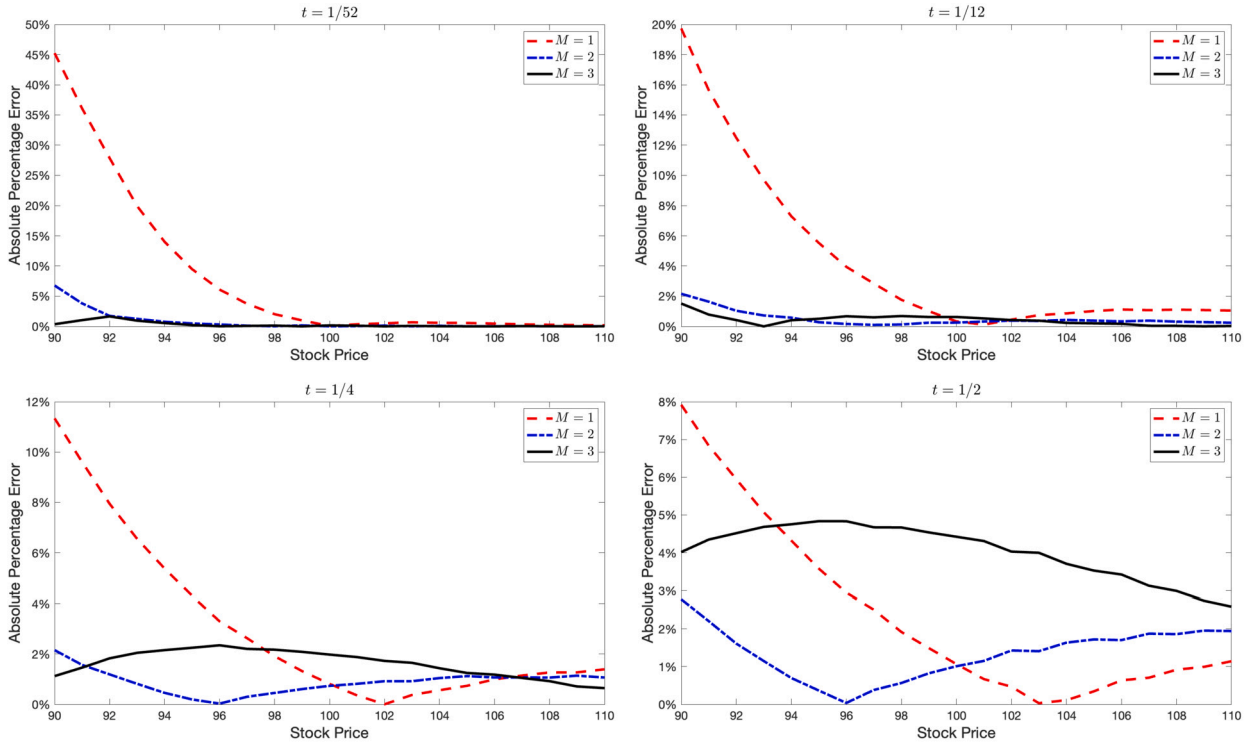 t = 1/52
50%
45%
40%
35%
30%
25%
20%
15%
10%
5%
0%
Absolute Percentage Error
M = 1
M = 2
M = 3
90 92 94 96 98 100 102 104 106 108 110
Stock Price
t = 1/12
20%
18%
16%
14%
12%
10%
8%
6%
4%
2%
0%
Absolute Percentage Error
M = 1
M = 2
M = 3
90 92 94 96 98 100 102 104 106 108 110
Stock Price
t = 1/4
12%
10%
8%
6%
4%
2%
0%
Absolute Percentage Error
M = 1
M = 2
M = 3
90 92 94 96 98 100 102 104 106 108 110
Stock Price
t = 1/2
8%
7%
6%
5%
4%
3%
2%
1%
0%
Absolute Percentage Error
M = 1
M = 2
M = 3
90 92 94 96 98 100 102 104 106 108 110
Stock Price